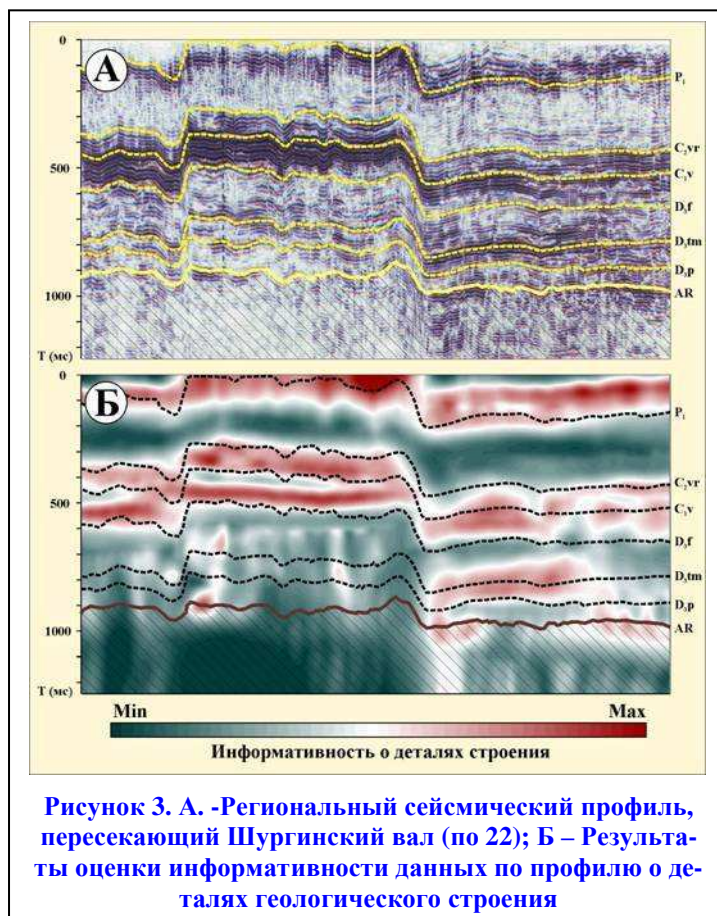 0
А
P₁
C₂vr
500
C₁v
D₃f
D₃tm
D₂p
1000
AR
T (мс)
0
Б
P₁
C₂vr
500
C₁v
D₃f
D₃tm
D₂p
1000
AR
T (мс)
Min Max
Информативность о деталях строения
Рисунок 3. А. -Региональный сейсмический профиль,
пересекающий Шургинский вал (по 22); Б – Результа-
ты оценки информативности данных по профилю о де-
талях геологического строения